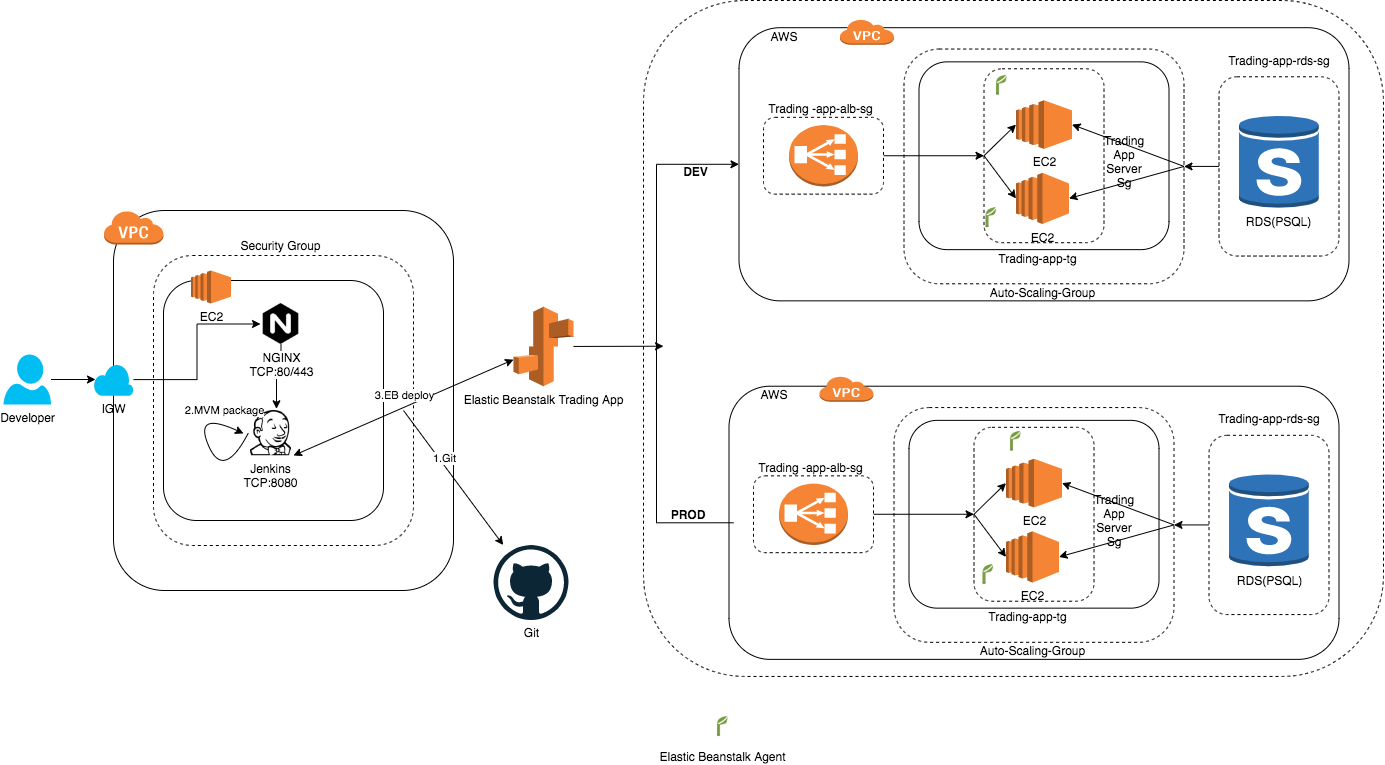 AWS
VPC
Trading-app-rds-sg
Trading -app-alb-sg
EC2
Trading
App
Server
Sg
EC2
RDS(PSQL)
Trading-app-tg
Auto-Scaling-Group
DEV
VPC
Security Group
EC2
NGINX
TCP:80/443
IGW
Developer
2.MVM package
Jenkins
TCP:8080
3.EB deploy
1.Git
Elastic Beanstalk Trading App
Git
PROD
AWS
VPC
Trading-app-rds-sg
Trading -app-alb-sg
EC2
Trading
App
Server
Sg
EC2
RDS(PSQL)
Trading-app-tg
Auto-Scaling-Group
Elastic Beanstalk Agent